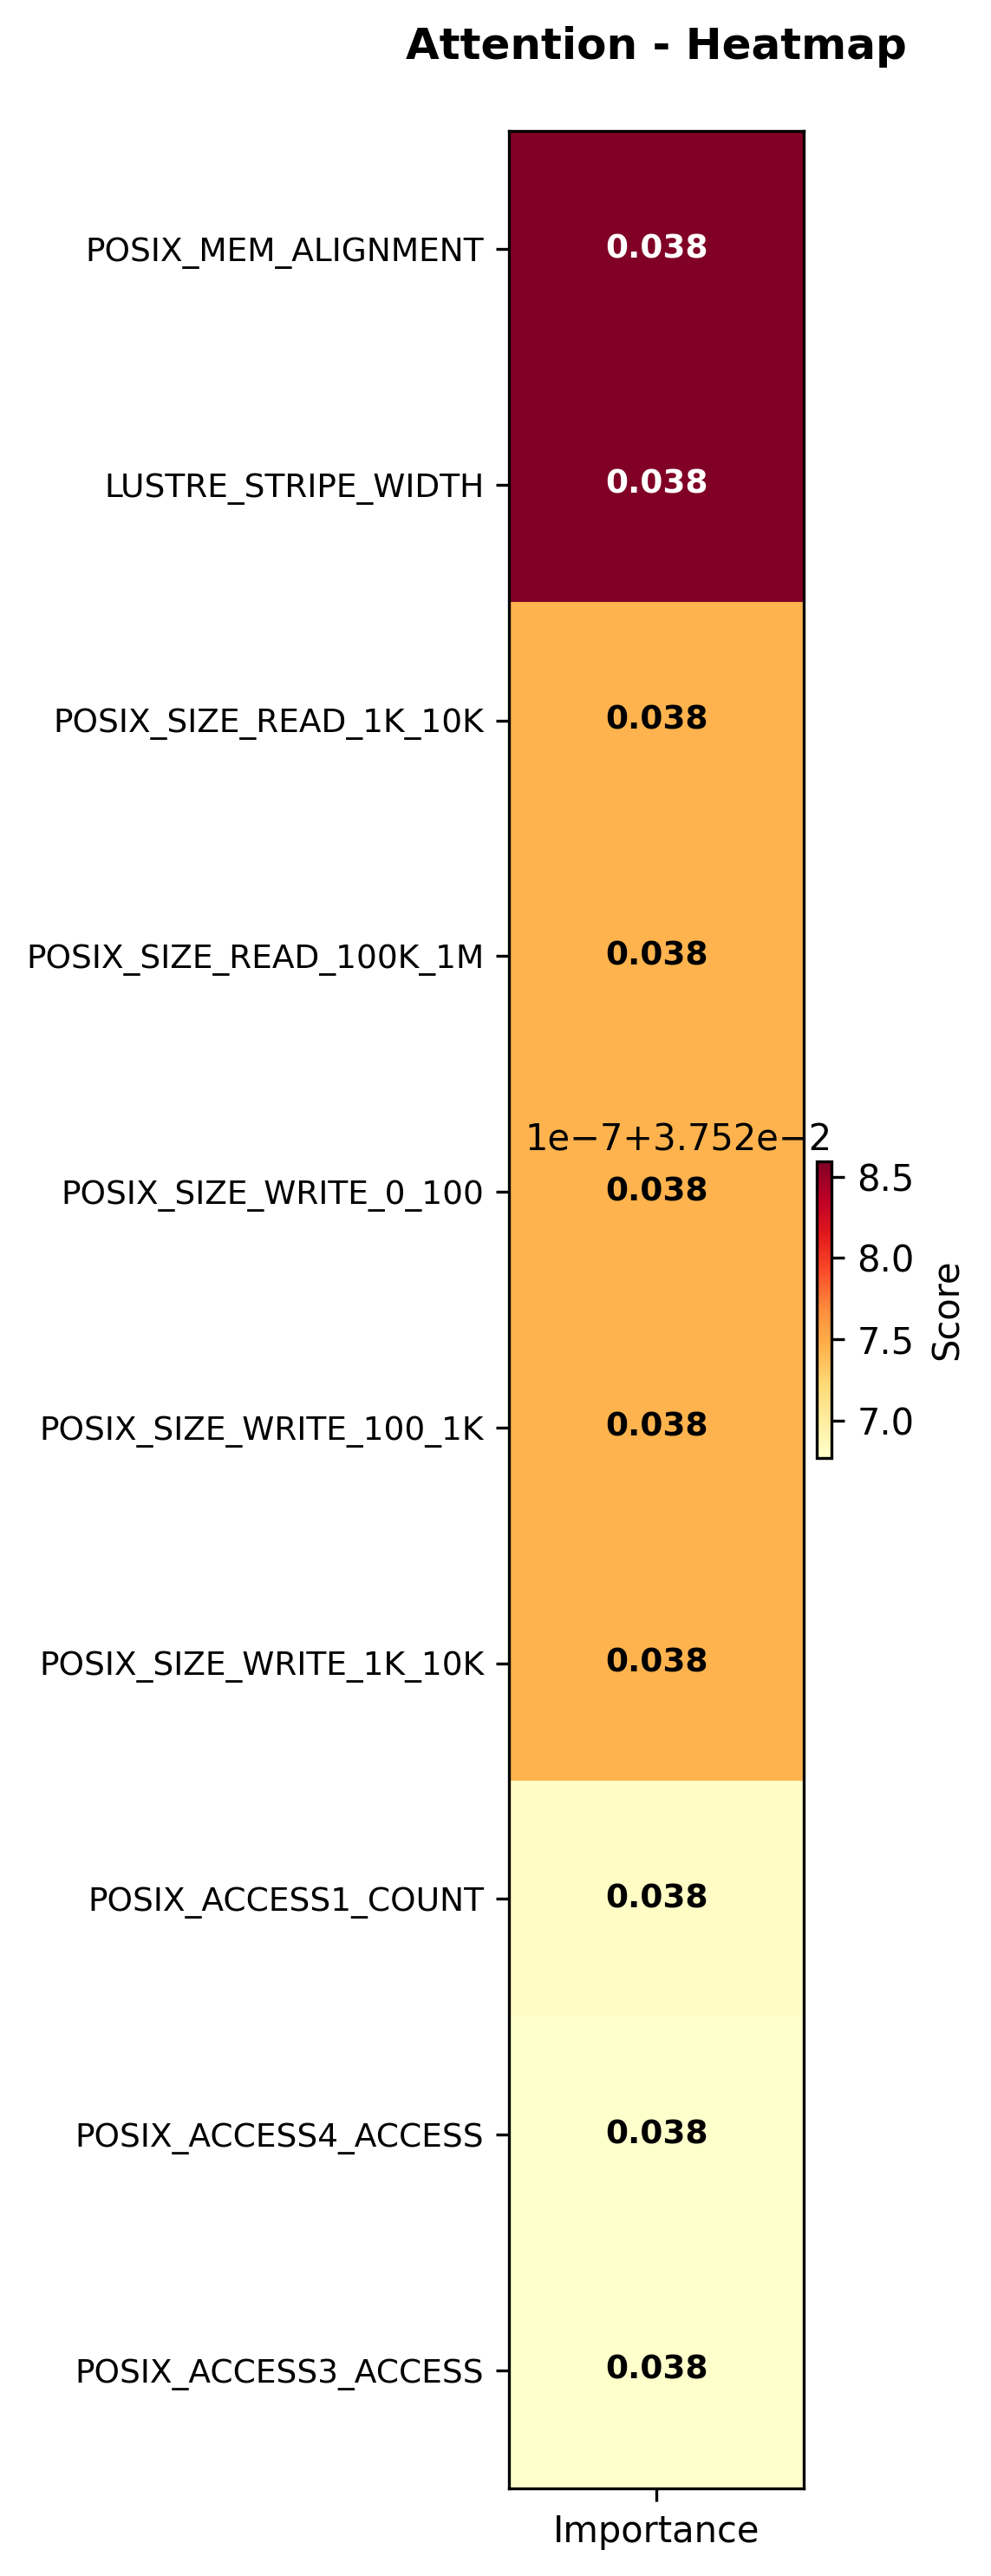 Attention - Heatmap
POSIX_MEM_ALIGNMENT 0.038
LUSTRE_STRIPE_WIDTH 0.038
POSIX_SIZE_READ_1K_10K 0.038
POSIX_SIZE_READ_100K_1M 0.038
1e−7+3.752e−2
POSIX_SIZE_WRITE_0_100 0.038 8.5
8.0
Score
7.5
POSIX_SIZE_WRITE_100_1K 0.038 7.0
POSIX_SIZE_WRITE_1K_10K 0.038
POSIX_ACCESS1_COUNT 0.038
POSIX_ACCESS4_ACCESS 0.038
POSIX_ACCESS3_ACCESS 0.038
Importance